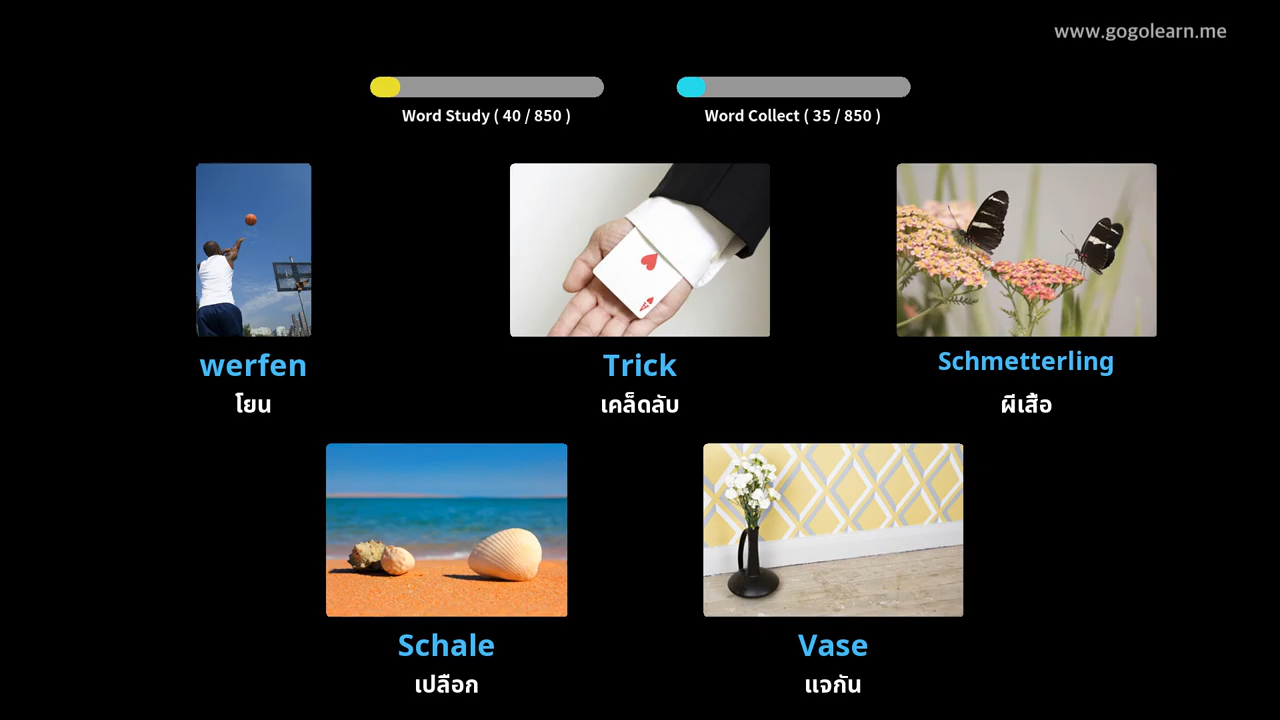 www.gogolearn.me
Word Study ( 40 / 850 )
Word Collect ( 35 / 850 )
werfen
โยน
Trick
เคล็ดลับ
Schmetterling
ผีเสื้อ
Schale
เปลือก
Vase
แจกัน